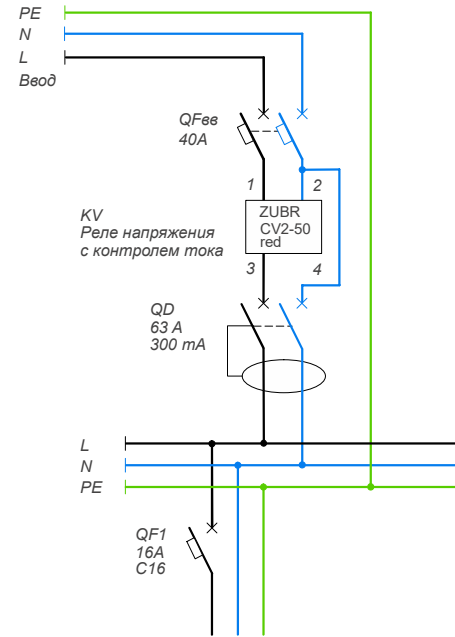 PE
N
L
Ввод
QFвв
40A
1
2
KV
Реле напряжения
с контролем тока
ZUBR
CV2-50
red
3
4
QD
63 A
300 mA
L
N
PE
QF1
16A
C16